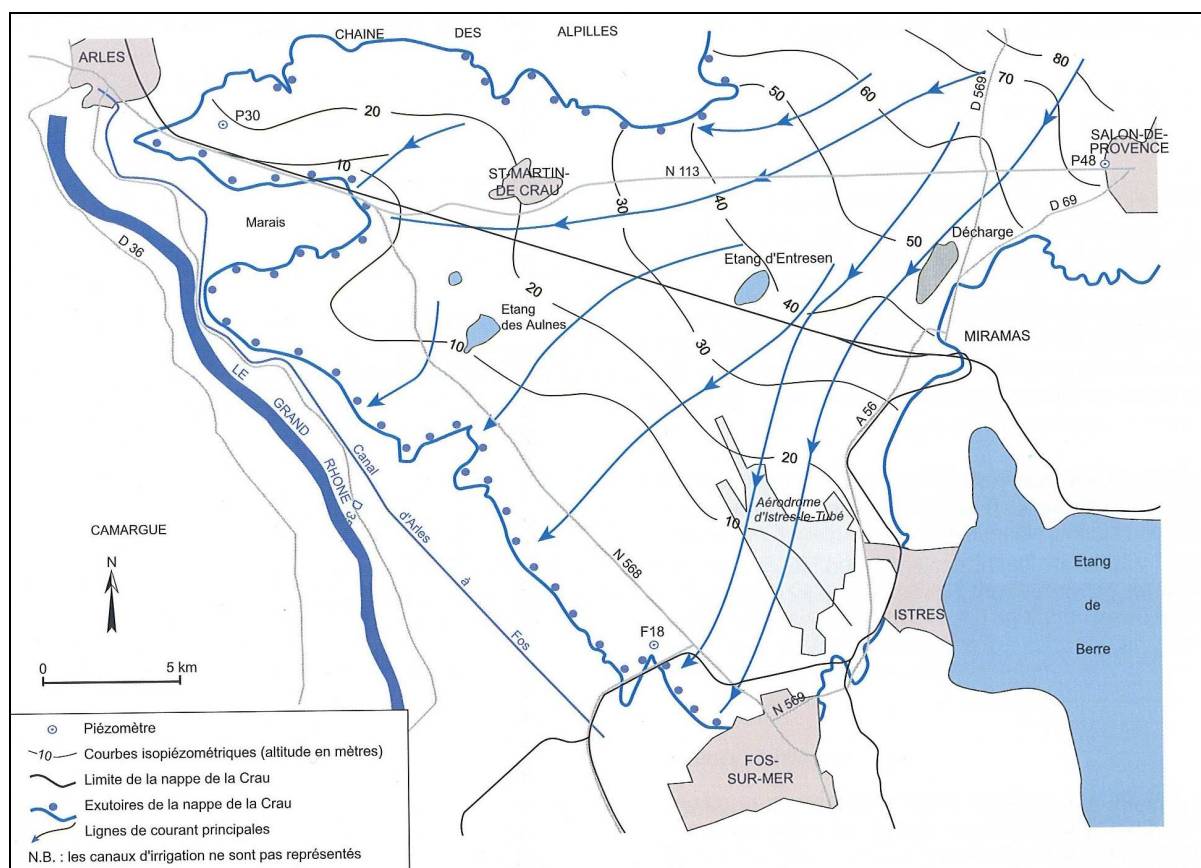 CHAINE DES ALPILLES
ARLES
80
70
D 569
60
50
P30
20
SALON-DE-
PROVENCE
P48
10
ST-MARTIN-
DE CRAU
N 113
30
40
D 69
Marais
D 36
50
Décharge
Etang d'Entresen
20
40
Etang
des Aulnes
10
30
MIRAMAS
LE
GRAND
RHONE
Canal
d'Arles
à
Fos
A 56
20
Aérodrome
d'Istres-le-Tubé
10
CAMARGUE
N
N 568
Etang
de
Berre
ISTRES
F18
0 5 km
N 569
FOS-
SUR-MER
Piézomètre
10 Courbes isopiézométriques (altitude en mètres)
Limite de la nappe de la Crau
Exutoires de la nappe de la Crau
Lignes de courant principales
N.B. : les canaux d'irrigation ne sont pas représentés